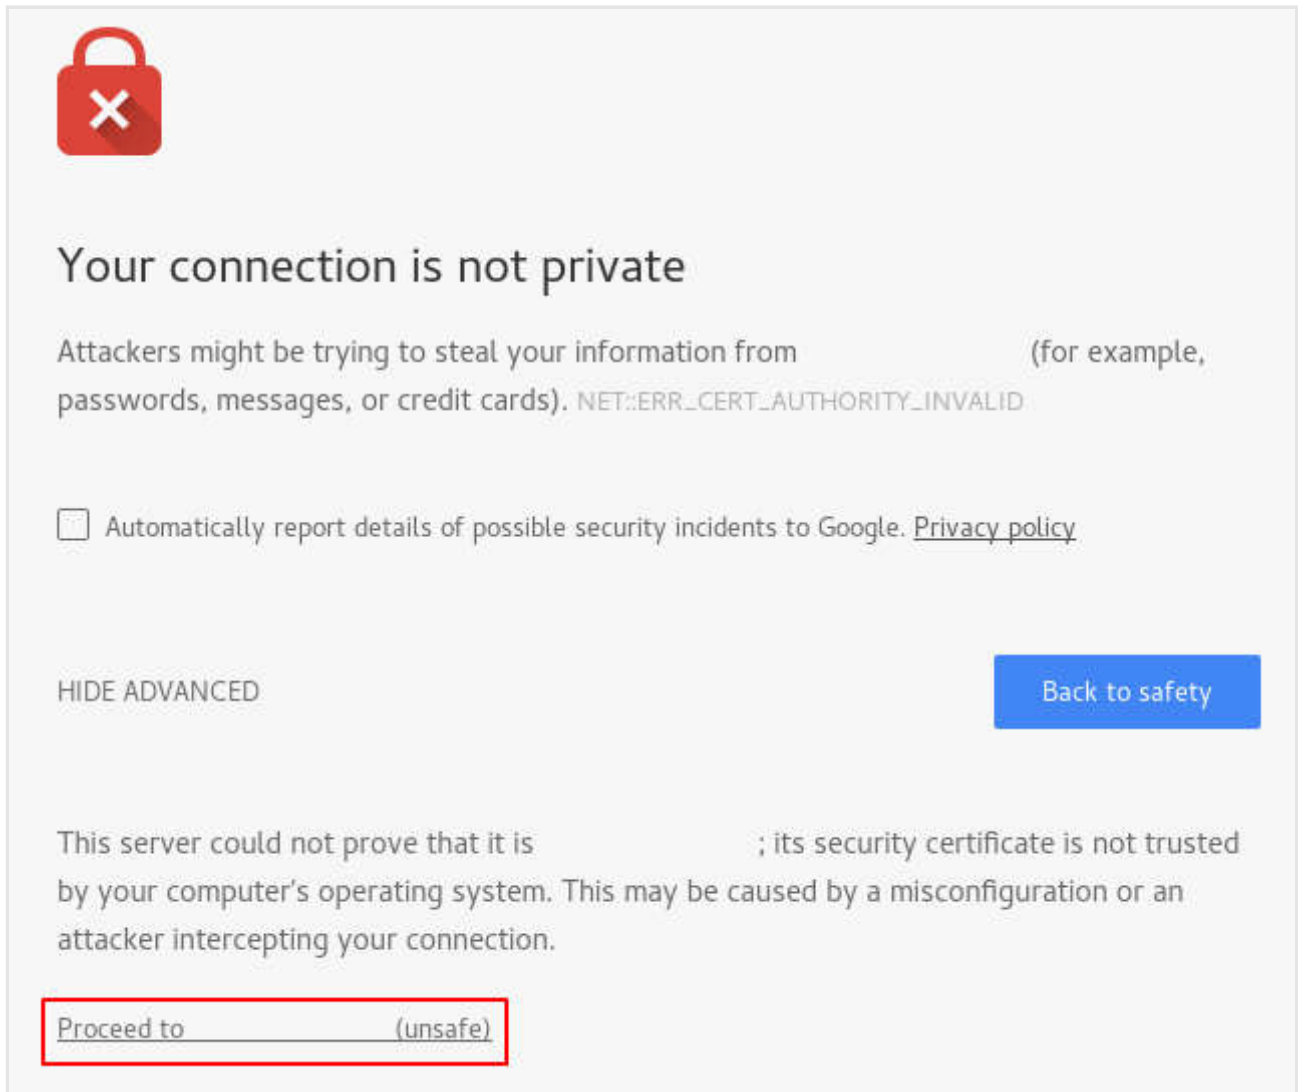 Your connection is not private
Attackers might be trying to steal your information from (for example,
passwords, messages, or credit cards). NET::ERR_CERT_AUTHORITY_INVALID
Automatically report details of possible security incidents to Google. Privacy policy
HIDE ADVANCED
Back to safety
This server could not prove that it is ; its security certificate is not trusted
by your computer's operating system. This may be caused by a misconfiguration or an
attacker intercepting your connection.
Proceed to (unsafe)